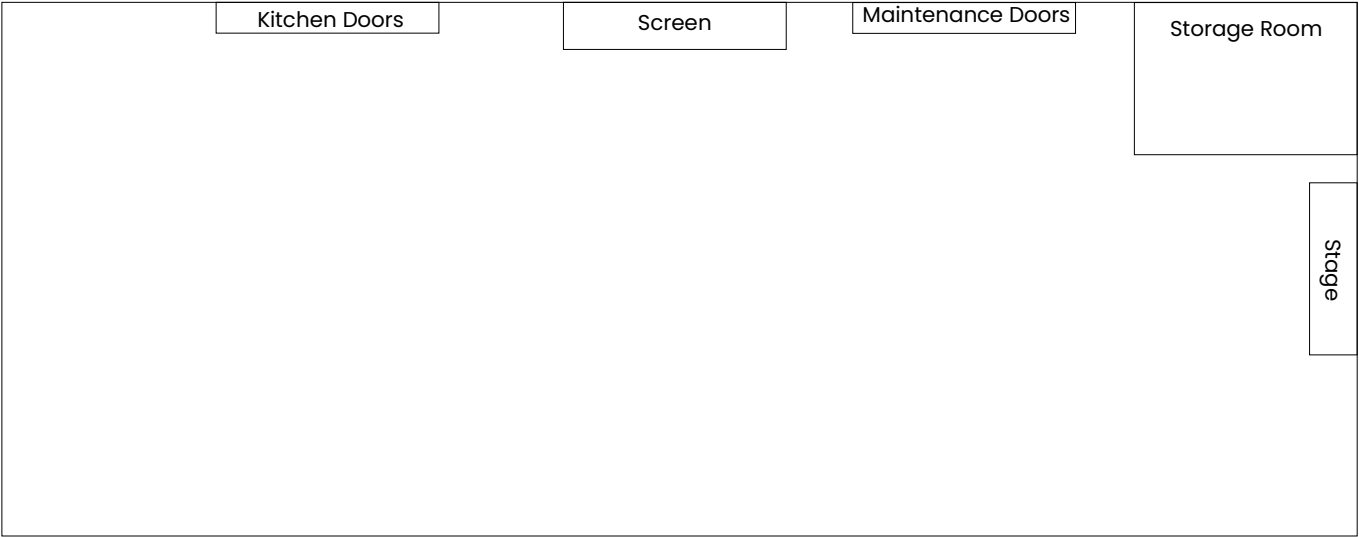 Kitchen Doors
Screen
Maintenance Doors
Storage Room
Stage